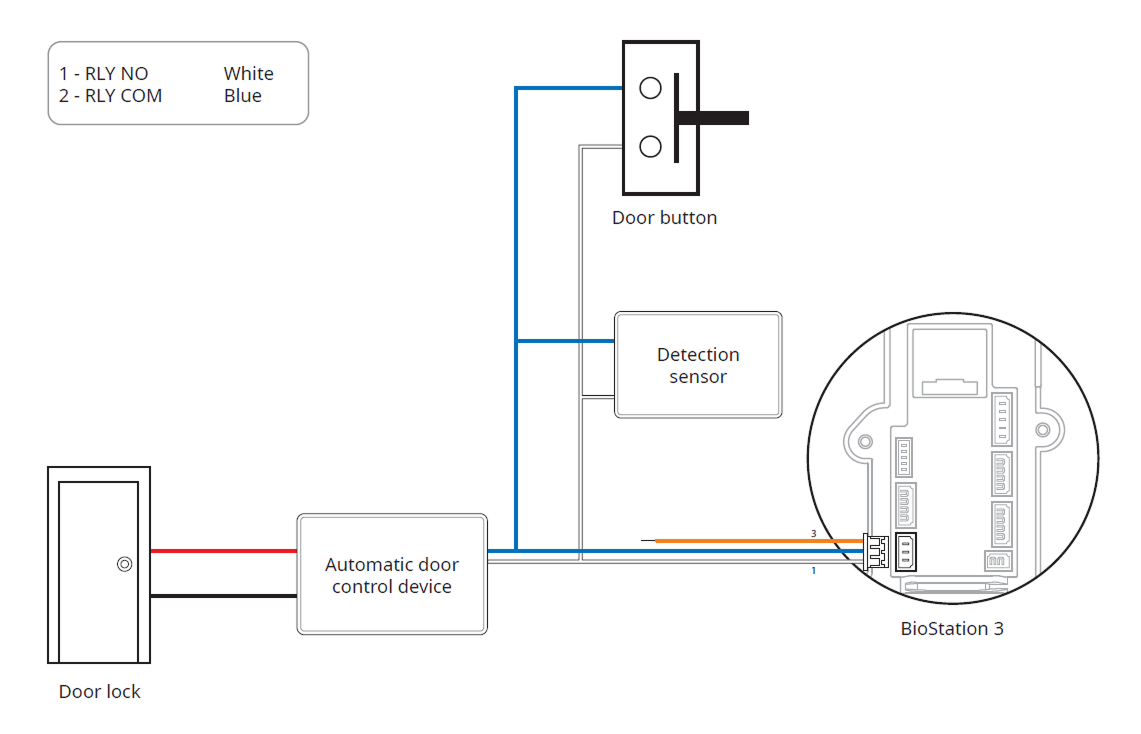 1 - RLY NO White
2 - RLY COM Blue
Door button
Detection
sensor
3
Automatic door
control device
1
BioStation 3
Door lock